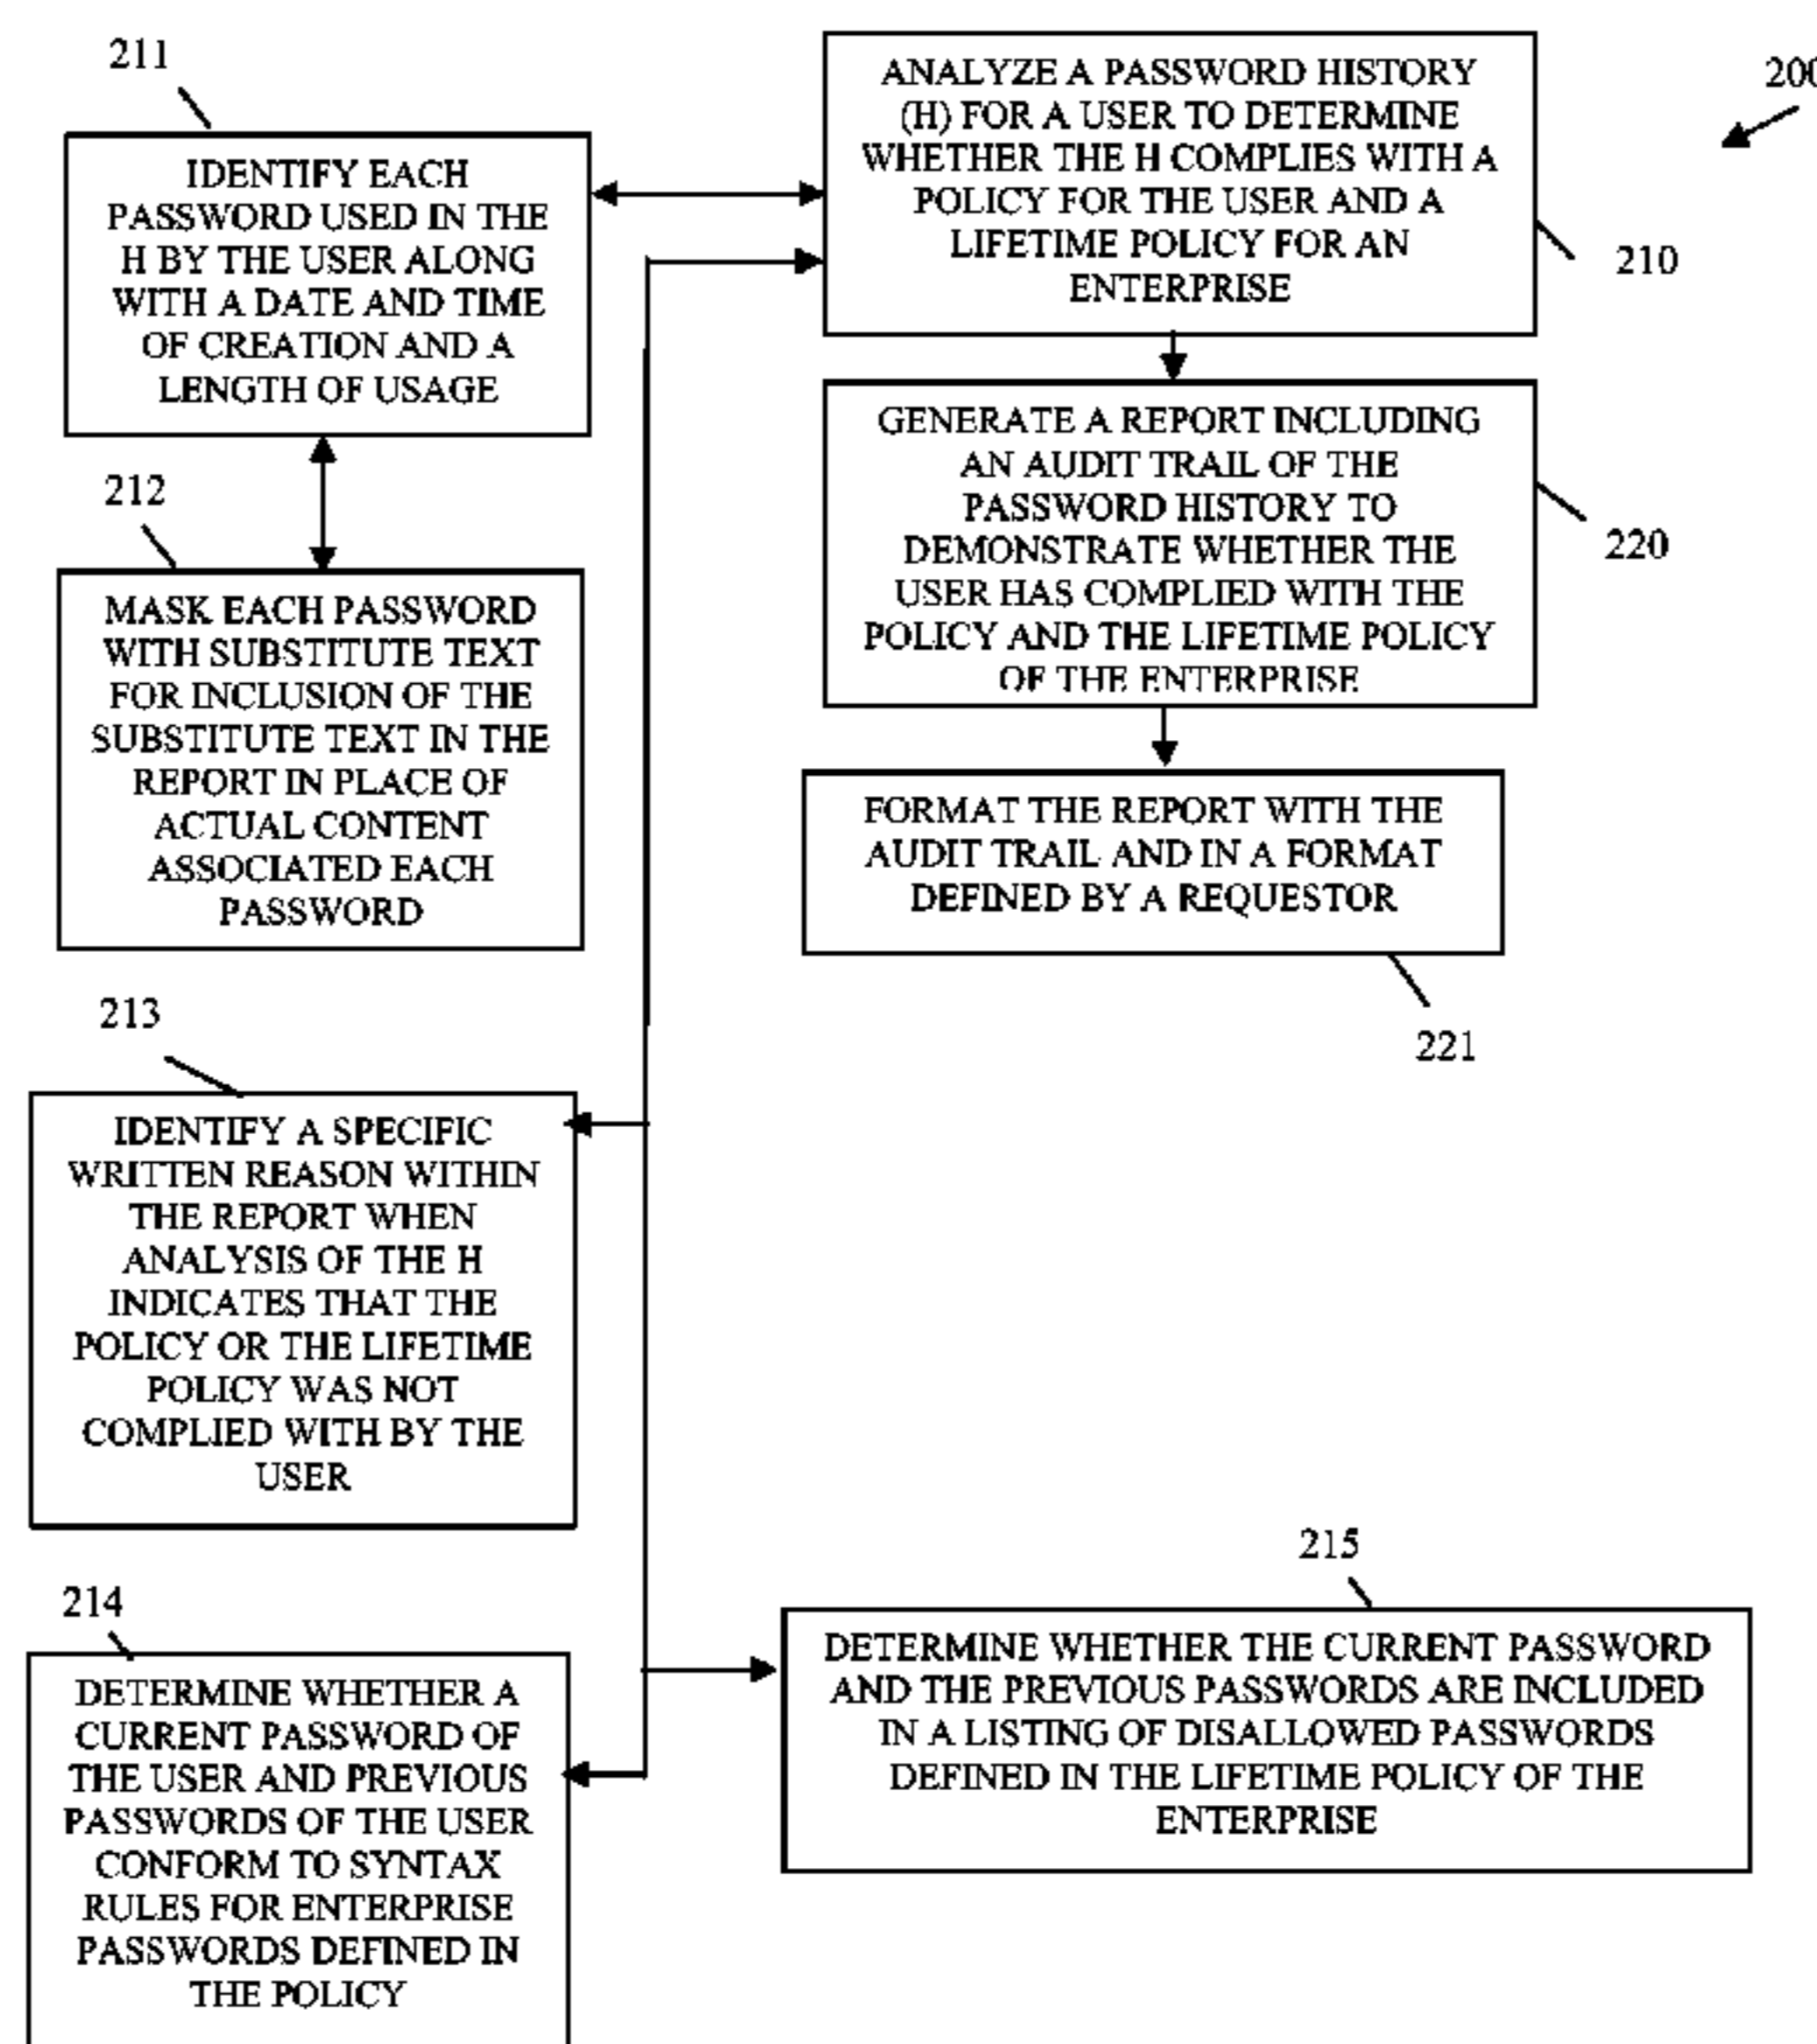 211
IDENTIFY EACH
PASSWORD USED IN THE
H BY THE USER ALONG
WITH A DATE AND TIME
OF CREATION AND A
LENGTH OF USAGE
212
MASK EACH PASSWORD
WITH SUBSTITUTE TEXT
FOR INCLUSION OF THE
SUBSTITUTE TEXT IN THE
REPORT IN PLACE OF
ACTUAL CONTENT
ASSOCIATED EACH
PASSWORD
213
IDENTIFY A SPECIFIC
WRITTEN REASON WITHIN
THE REPORT WHEN
ANALYSIS OF THE H
INDICATES THAT THE
POLICY OR THE LIFETIME
POLICY WAS NOT
COMPLIED WITH BY THE
USER
214
DETERMINE WHETHER A
CURRENT PASSWORD OF
THE USER AND PREVIOUS
PASSWORDS OF THE USER
CONFORM TO SYNTAX
RULES FOR ENTERPRISE
PASSWORDS DEFINED IN
THE POLICY
200
ANALYZE A PASSWORD HISTORY
(H) FOR A USER TO DETERMINE
WHETHER THE H COMPLIES WITH A
POLICY FOR THE USER AND A
LIFETIME POLICY FOR AN
ENTERPRISE
210
GENERATE A REPORT INCLUDING
AN AUDIT TRAIL OF THE
PASSWORD HISTORY TO
DEMONSTRATE WHETHER THE
USER HAS COMPLIED WITH THE
POLICY AND THE LIFETIME POLICY
OF THE ENTERPRISE
220
FORMAT THE REPORT WITH THE
AUDIT TRAIL AND IN A FORMAT
DEFINED BY A REQUESTOR
221
215
DETERMINE WHETHER THE CURRENT PASSWORD
AND THE PREVIOUS PASSWORDS ARE INCLUDED
IN A LISTING OF DISALLOWED PASSWORDS
DEFINED IN THE LIFETIME POLICY OF THE
ENTERPRISE